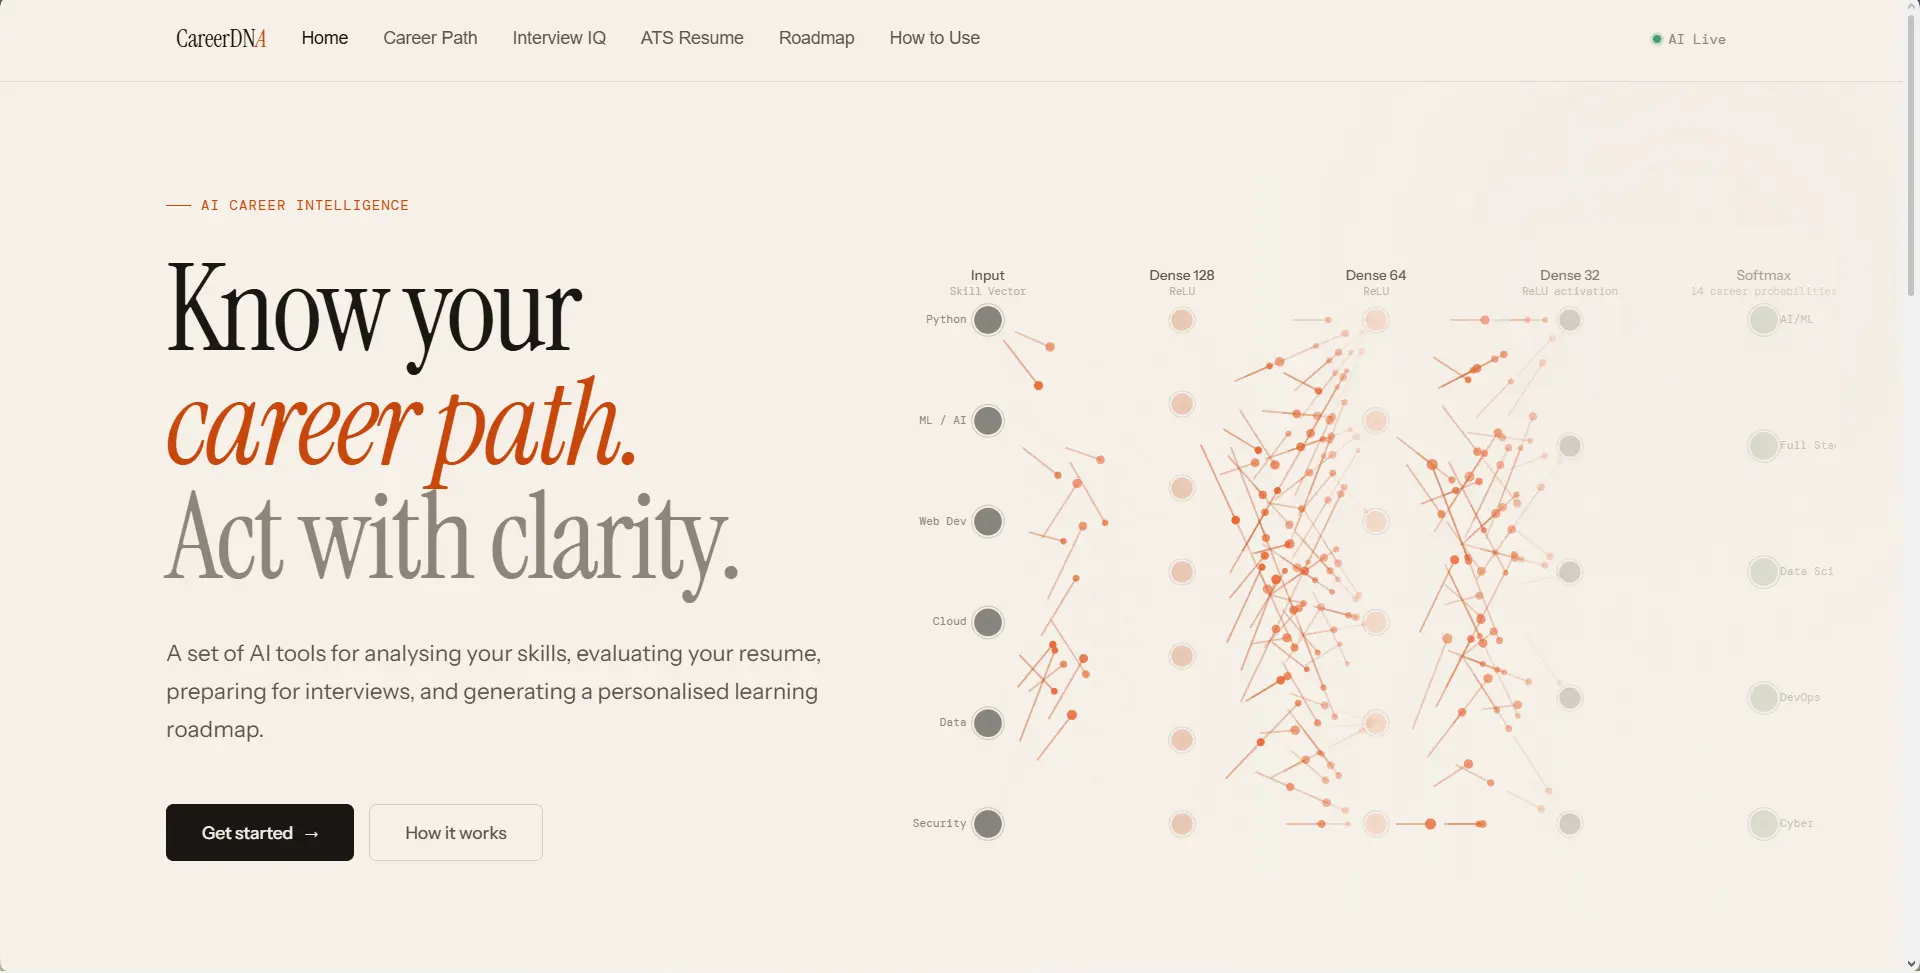 CareerDNA Home Career Path Interview IQ ATS Resume Roadmap How to Use AI Live
AI CAREER INTELLIGENCE
Know your
career path.
Act with clarity.
A set of AI tools for analysing your skills, evaluating your resume,
preparing for interviews, and generating a personalised learning
roadmap.
Get started →
How it works
Input
Skill Vector
Dense 128
ReLU
Dense 64
ReLU
Dense 32
ReLU activation
Softmax
14 career probabilities
Python
ML / AI
Web Dev
Cloud
Data
Security
AI/ML
Full Sta
Data Sci
DevOps
Cyber